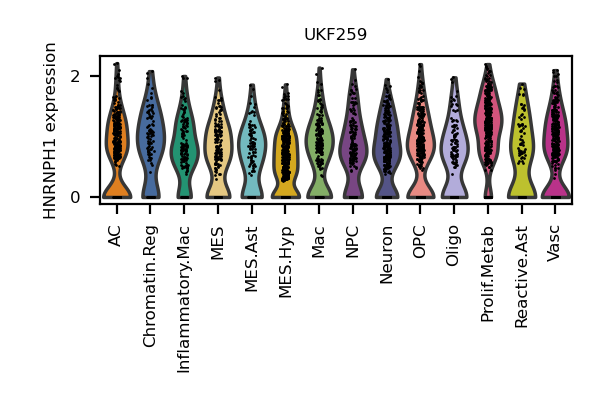 UKF259
HNRNPH1 expression
2
0
AC
Chromatin.Reg
Inflammatory.Mac
MES
MES.Ast
MES.Hyp
Mac
NPC
Neuron
OPC
Oligo
Prolif.Metab
Reactive.Ast
Vasc